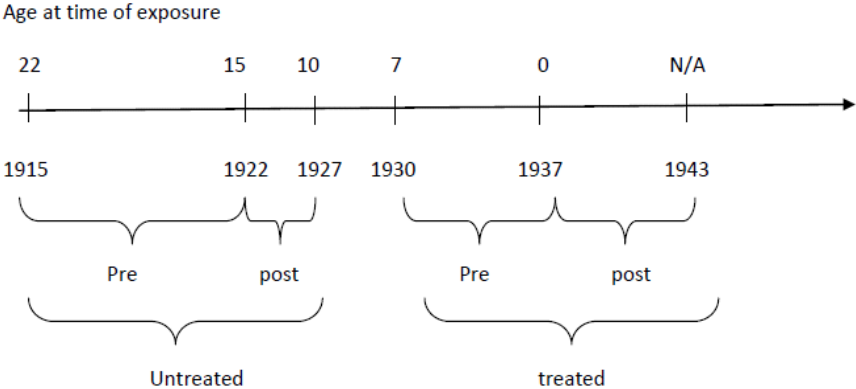 Age at time of exposure
22 15 10 7 0 N/A
1915 1922 1927 1930 1937 1943
Pre post Pre post
Untreated treated